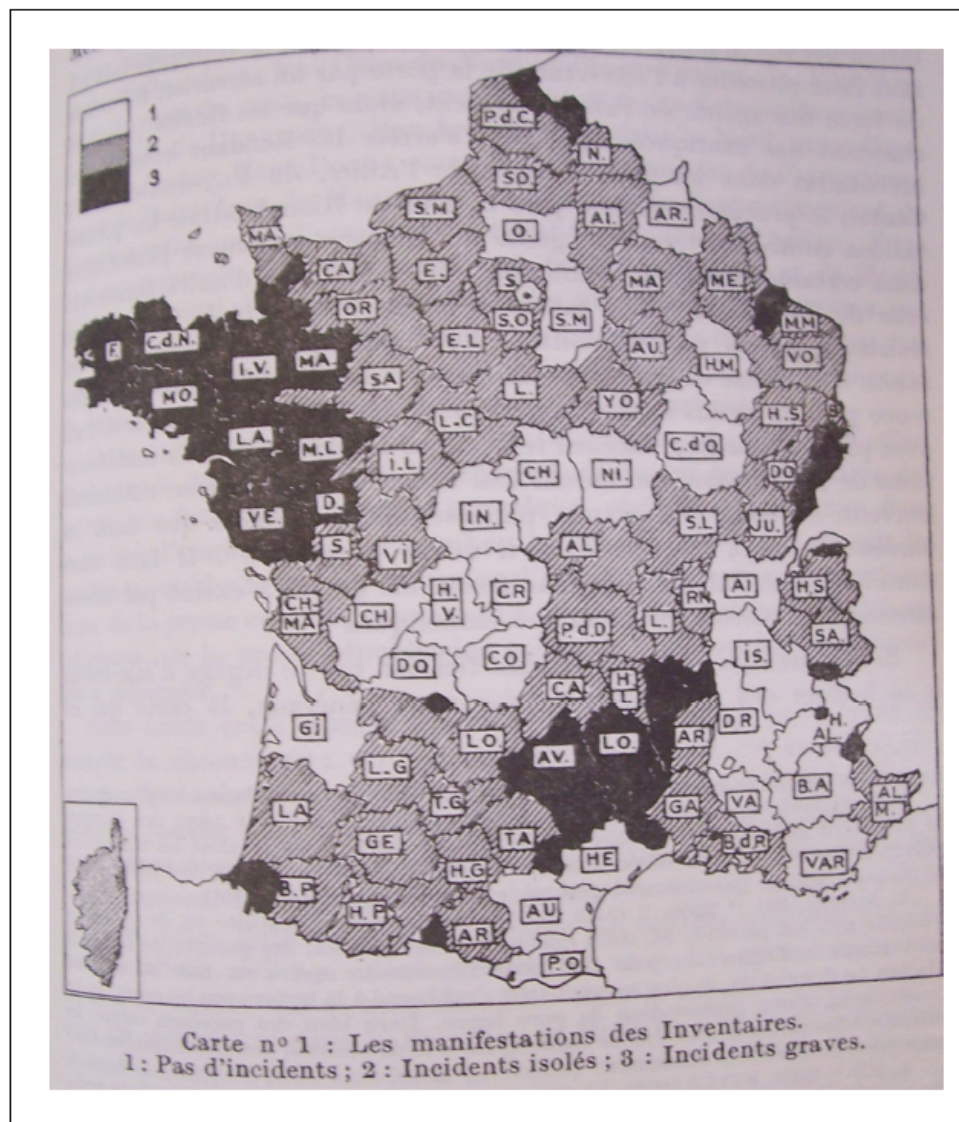 1
2
3
P.d.C.
N.
SO
S.M
O.
AI.
AR.
MA
CA
E.
S.
MA
ME.
OR
S.O
S.M
M.M
F.
C.d.N.
I.V.
MA.
E.L
AU.
H.M
VO.
MO.
SA
L.
YO
H.S
L.A.
M.L
L.C
C.d'O.
DO
I.L
CH
NI.
VE.
D.
IN.
S.L
JU.
S.
VI
AL
CH-
MA
CH
H.
V.
CR
P.d.D
L.
RH
AI
H.S
SA.
DO.
CO
IS.
CA
H
L
GI
LO
AV.
LO.
AR
DR
H.
AL.
L.G
LA
T.G
GA
VA
B.A
AL
M.
GE
TA
B.d.R
B.P
H.G
HE
VAR
H.P
AR
AU
P.O
Carte nº 1 : Les manifestations des Inventaires.
1 : Pas d'incidents ; 2 : Incidents isolés ; 3 : Incidents graves.